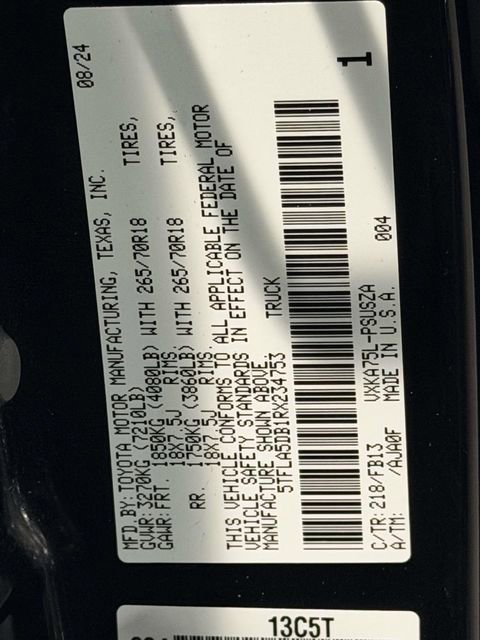 MFD.BY:TOYOTA MOTOR MANUFACTURING, TEXAS, INC. 08/24
GVWR:3270KG (7210LB)
GAWR:FRT. 1850KG (4080LB) WITH 265/70R18 TIRES,
18X7.5J RIMS,
RR. 1750KG (3860LB) WITH 265/70R18 TIRES,
18X7.5J RIMS
THIS VEHICLE CONFORMS TO ALL APPLICABLE FEDERAL MOTOR
VEHICLE SAFETY STANDARDS IN EFFECT ON THE DATE OF
MANUFACTURE SHOWN ABOVE.
5TFLA5DB1RX234753 TRUCK
1
C/TR:218/FB13 VXKA75L-PSUSZA
A/TM: /AJA0F MADE IN U.S.A. 004
13C5T